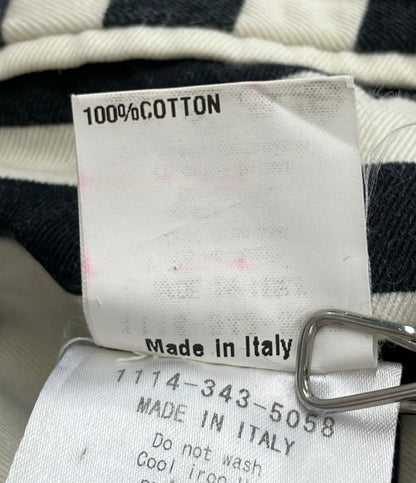 100%COTTON
Made in Italy
1114-343-5058
MADE IN ITALY
Do not wash
Cool iron